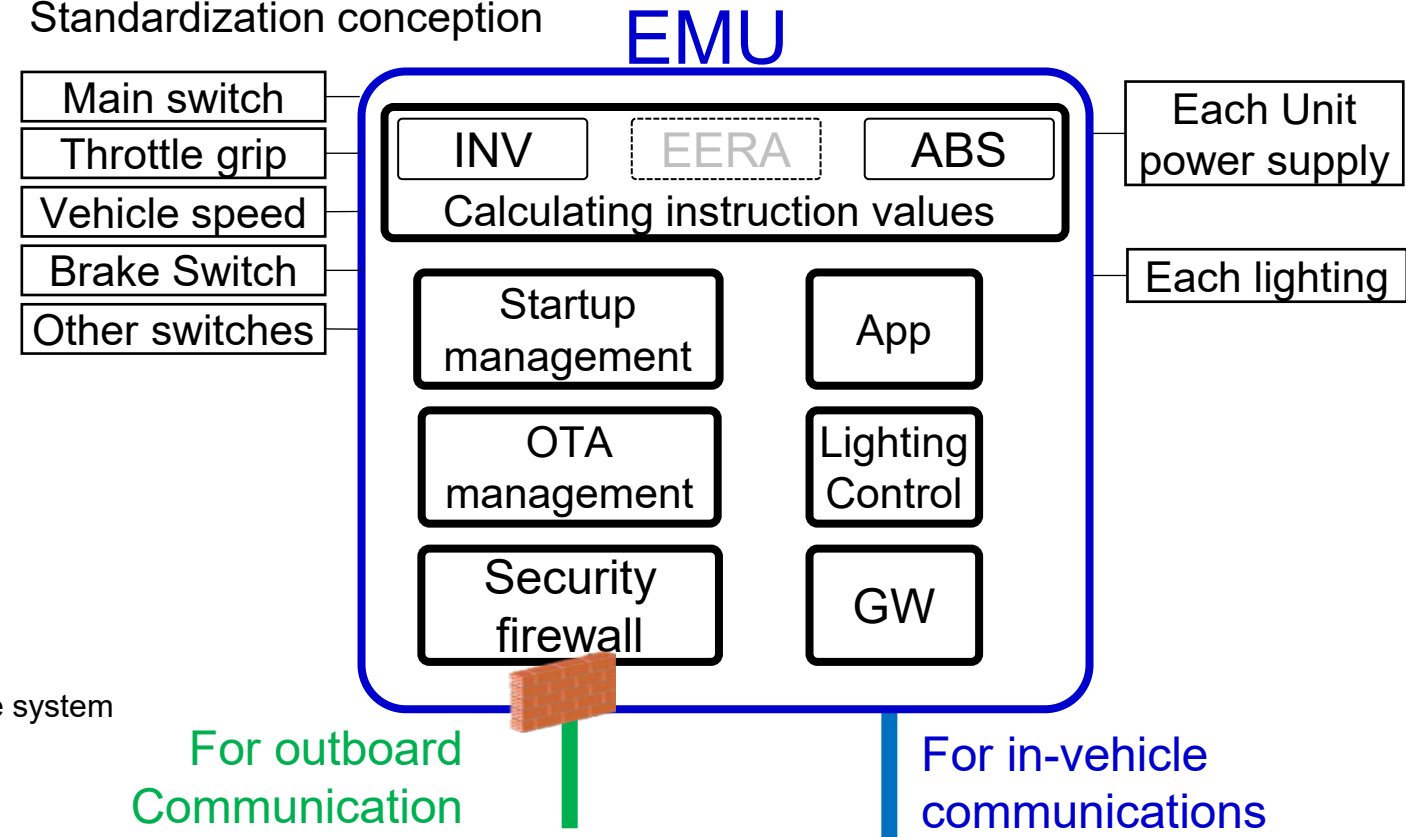 Standardization conception
EMU
Main switch
Throttle grip
Vehicle speed
Brake Switch
Other switches
INV
EERA
ABS
Calculating instruction values
Each Unit
power supply
Each lighting
Startup
management
App
OTA
management
Lighting
Control
Security
firewall
GW
system
For outboard
Communication
For in-vehicle
communications